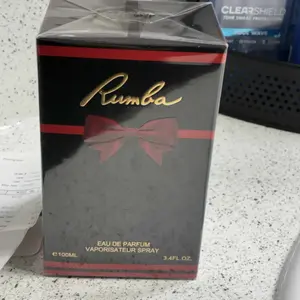 CLEARSHIELD
Rumba
EAU DE PARFUM
VAPORISATEUR SPRAY
℮100ML
3.4FL.OZ.